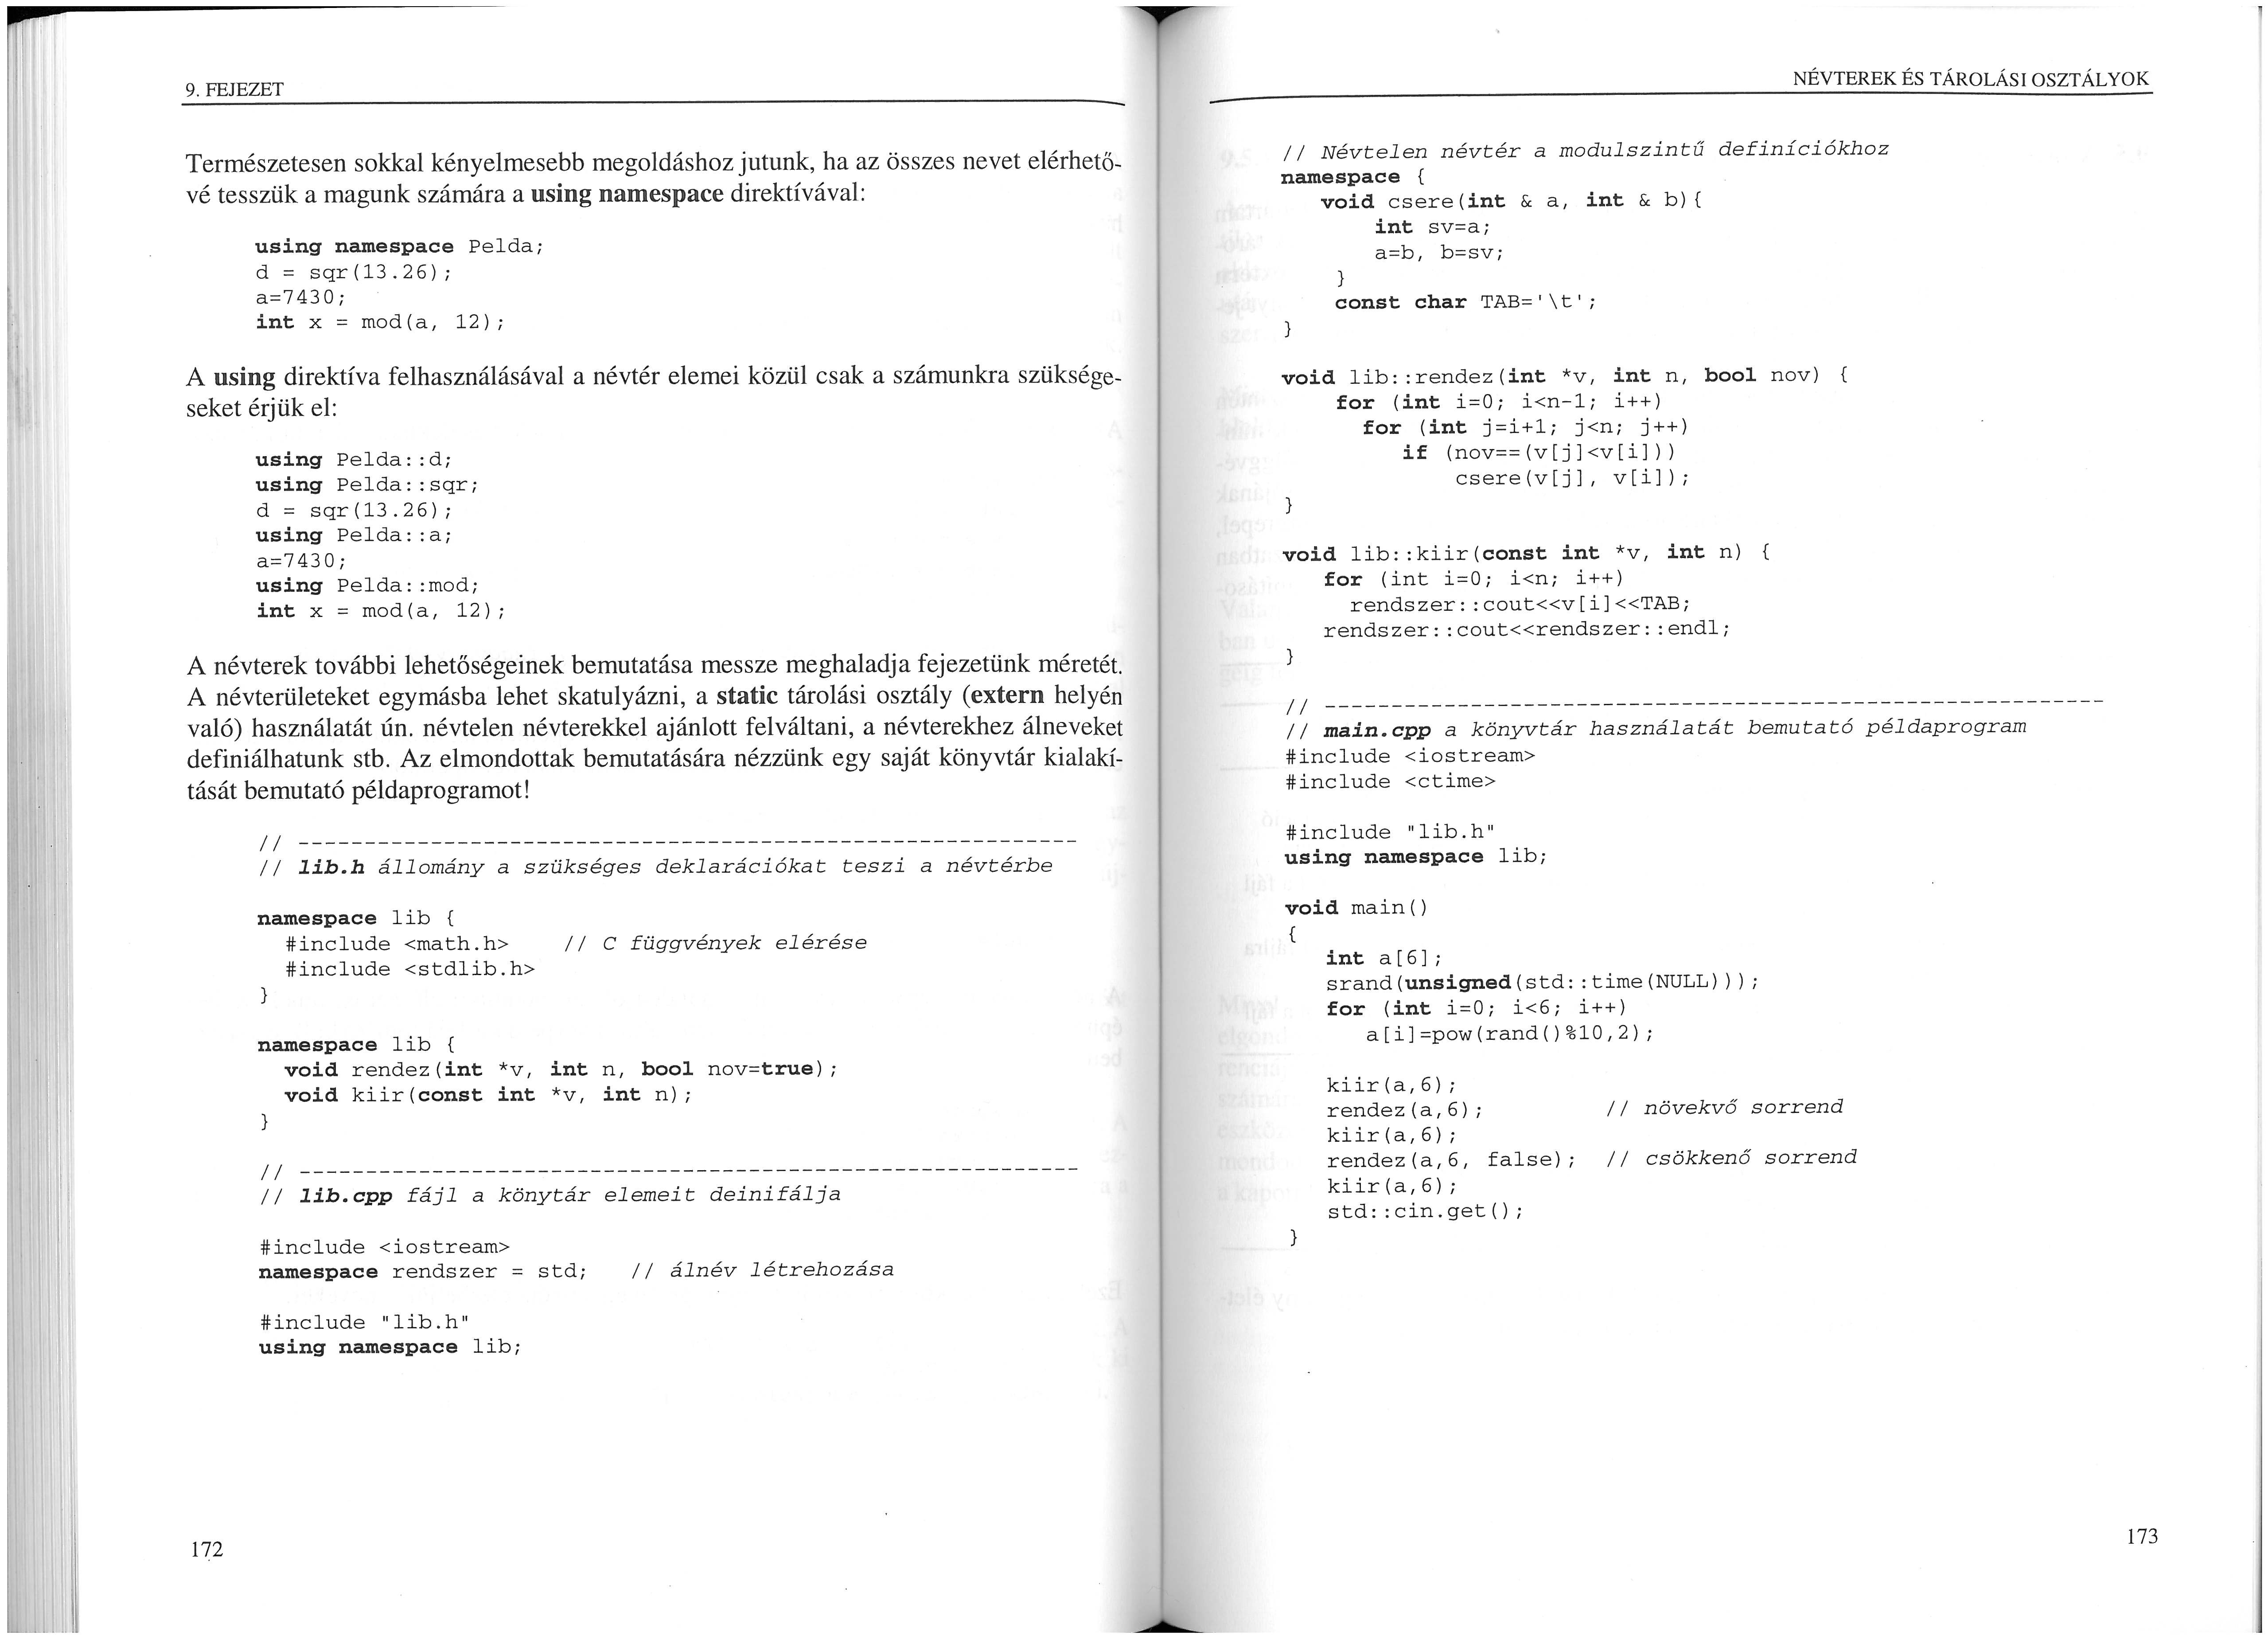 9. FEJEZET
Természetesen sokkal kényelmesebb megoldáshoz jutunk, ha az összes nevet elérhető-
vé tesszük a magunk számára a using namespace direktívával:
using namespace Pelda;
d = sqr(13.26);
a=7430;
int x = mod(a, 12);
A using direktíva felhasználásával a névtér elemei közül csak a számunkra szüksége-
seket érjük el:
using Pelda::d;
using Pelda::sqr;
d = sqr(13.26);
using Pelda::a;
a=7430;
using Pelda::mod;
int x = mod(a, 12);
A névterek további lehetőségeinek bemutatása messze meghaladja fejezetünk méretét.
A névterületeket egymásba lehet skatulyázni, a static tárolási osztály (extern helyén
való) használatát ún. névtelen névterekkel ajánlott felváltani, a névterekhez álneveket
definiálhatunk stb. Az elmondottak bemutatására nézzünk egy saját könyvtár kialakí-
tását bemutató példaprogramot!
// -----------------------------------------------------------
// lib.h állomány a szükséges deklarációkat teszi a névtérbe
namespace lib {
#include <math.h> // C függvények elérése
#include <stdlib.h>
}
namespace lib {
void rendez(int *v, int n, bool nov=true);
void kiir(const int *v, int n);
}
// -----------------------------------------------------------
// lib.cpp fájl a könytár elemeit deinifálja
#include <iostream>
namespace rendszer = std; // álnév létrehozása
#include "lib.h"
using namespace lib;
172
NÉVTEREK ÉS TÁROLÁSI OSZTÁLYOK
// Névtelen névtér a modulszintű definíciókhoz
namespace {
void csere(int & a, int & b){
int sv=a;
a=b, b=sv;
}
const char TAB='\t';
}
void lib::rendez(int *v, int n, bool nov) {
for (int i=0; i<n-1; i++)
for (int j=i+1; j<n; j++)
if (nov==(v[j]<v[i]))
csere(v[j], v[i]);
}
void lib::kiir(const int *v, int n) {
for (int i=0; i<n; i++)
rendszer::cout<<v[i]<<TAB;
rendszer::cout<<rendszer::endl;
}
// -----------------------------------------------------------
// main.cpp a könyvtár használatát bemutató példaprogram
#include <iostream>
#include <ctime>
#include "lib.h"
using namespace lib;
void main()
{
int a[6];
srand(unsigned(std::time(NULL)));
for (int i=0; i<6; i++)
a[i]=pow(rand()%10,2);
kiir(a,6);
rendez(a,6); // növekvő sorrend
kiir(a,6);
rendez(a,6, false); // csökkenő sorrend
kiir(a,6);
std::cin.get();
}
173